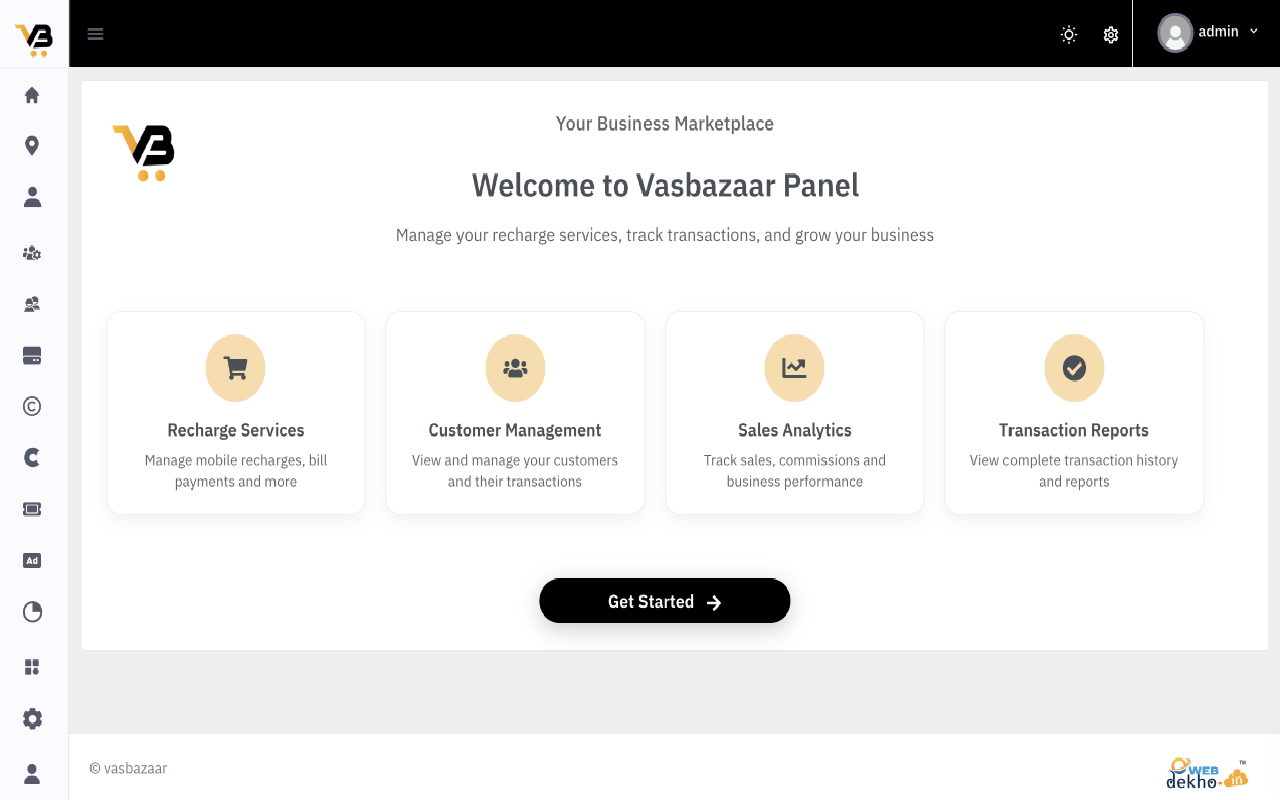 VB
admin
VB
Your Business Marketplace
Welcome to Vasbazaar Panel
Manage your recharge services, track transactions, and grow your business
Recharge Services
Manage mobile recharges, bill
payments and more
Customer Management
View and manage your customers
and their transactions
Sales Analytics
Track sales, commissions and
business performance
Transaction Reports
View complete transaction history
and reports
Ad
Get Started
© vasbazaar
WEB
dekho
in
TM